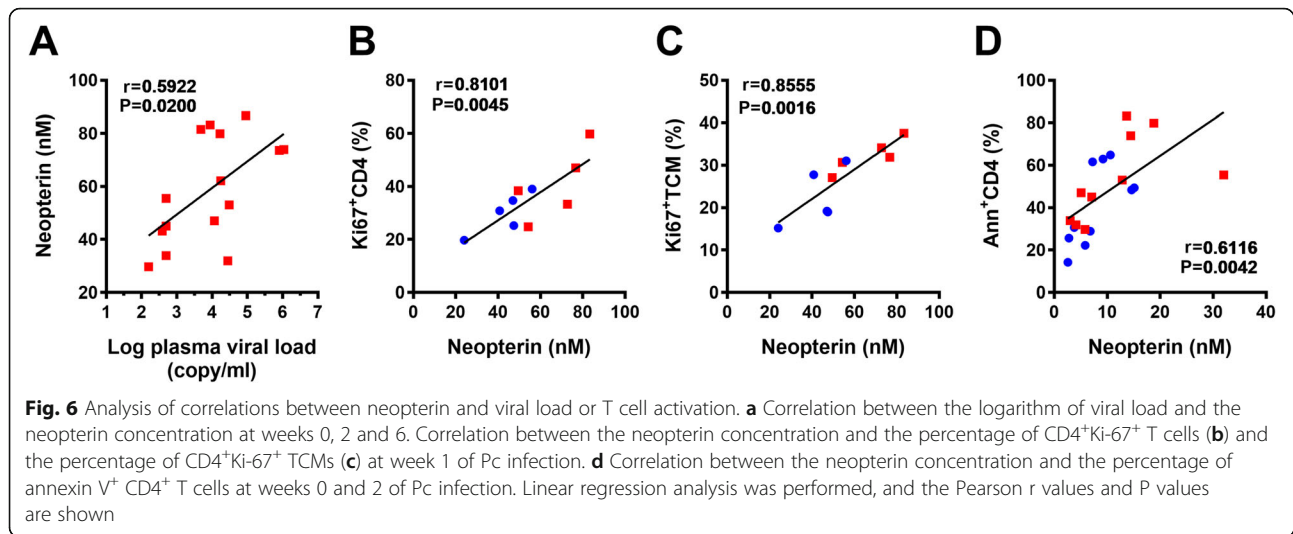 A
B
C
D
r=0.5922
P=0.0200
100
80
60
40
20
Neopterin (nM)
1 2 3 4 5 6 7
Log plasma viral load
(copy/ml)
r=0.8101
P=0.0045
80
60
40
20
0
Ki67⁺CD4 (%)
0 20 40 60 80 100
Neopterin (nM)
r=0.8555
P=0.0016
50
40
30
20
10
0
Ki67⁺TCM (%)
0 20 40 60 80 100
Neopterin (nM)
r=0.6116
P=0.0042
100
80
60
40
20
0
Ann⁺CD4 (%)
0 10 20 30 40
Neopterin (nM)
Fig. 6 Analysis of correlations between neopterin and viral load or T cell activation. a Correlation between the logarithm of viral load and the
neopterin concentration at weeks 0, 2 and 6. Correlation between the neopterin concentration and the percentage of CD4⁺Ki-67⁺ T cells (b) and
the percentage of CD4⁺Ki-67⁺ TCMs (c) at week 1 of Pc infection. d Correlation between the neopterin concentration and the percentage of
annexin V⁺ CD4⁺ T cells at weeks 0 and 2 of Pc infection. Linear regression analysis was performed, and the Pearson r values and P values
are shown